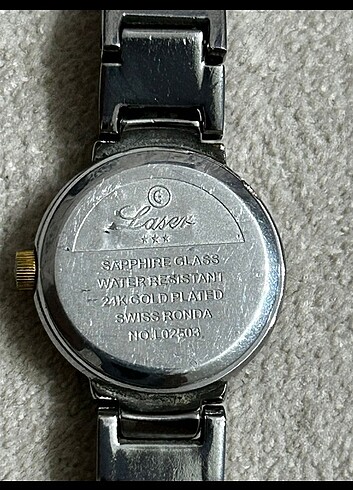 C
Laser
★★★
SAPPHIRE GLASS
WATER RESISTANT
24K GOLD PLATED
SWISS RONDA
NO.L02503